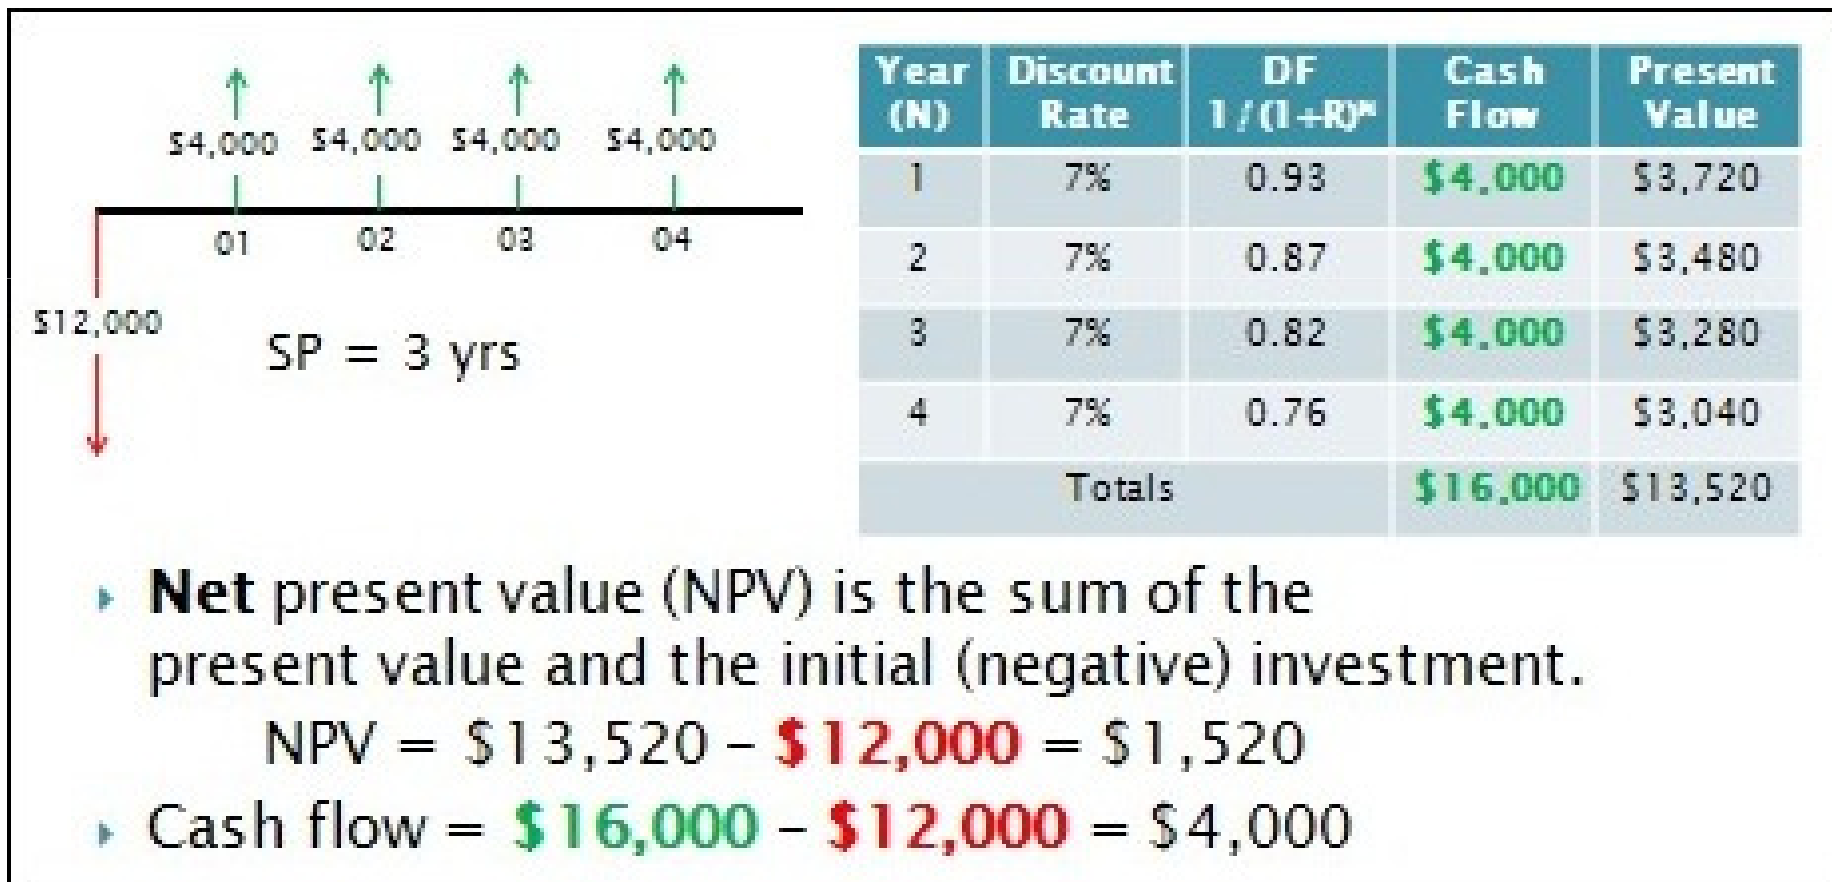 $4,000 $4,000 $4,000 $4,000
01 02 03 04
$12,000
SP = 3 yrs
Year (N) Discount Rate DF 1/(1+R)ᴺ Cash Flow Present Value
1 7% 0.93 $4,000 $3,720
2 7% 0.87 $4,000 $3,480
3 7% 0.82 $4,000 $3,280
4 7% 0.76 $4,000 $3,040
Totals $16,000 $13,520
Net present value (NPV) is the sum of the
present value and the initial (negative) investment.
NPV = $13,520 – $12,000 = $1,520
Cash flow = $16,000 – $12,000 = $4,000